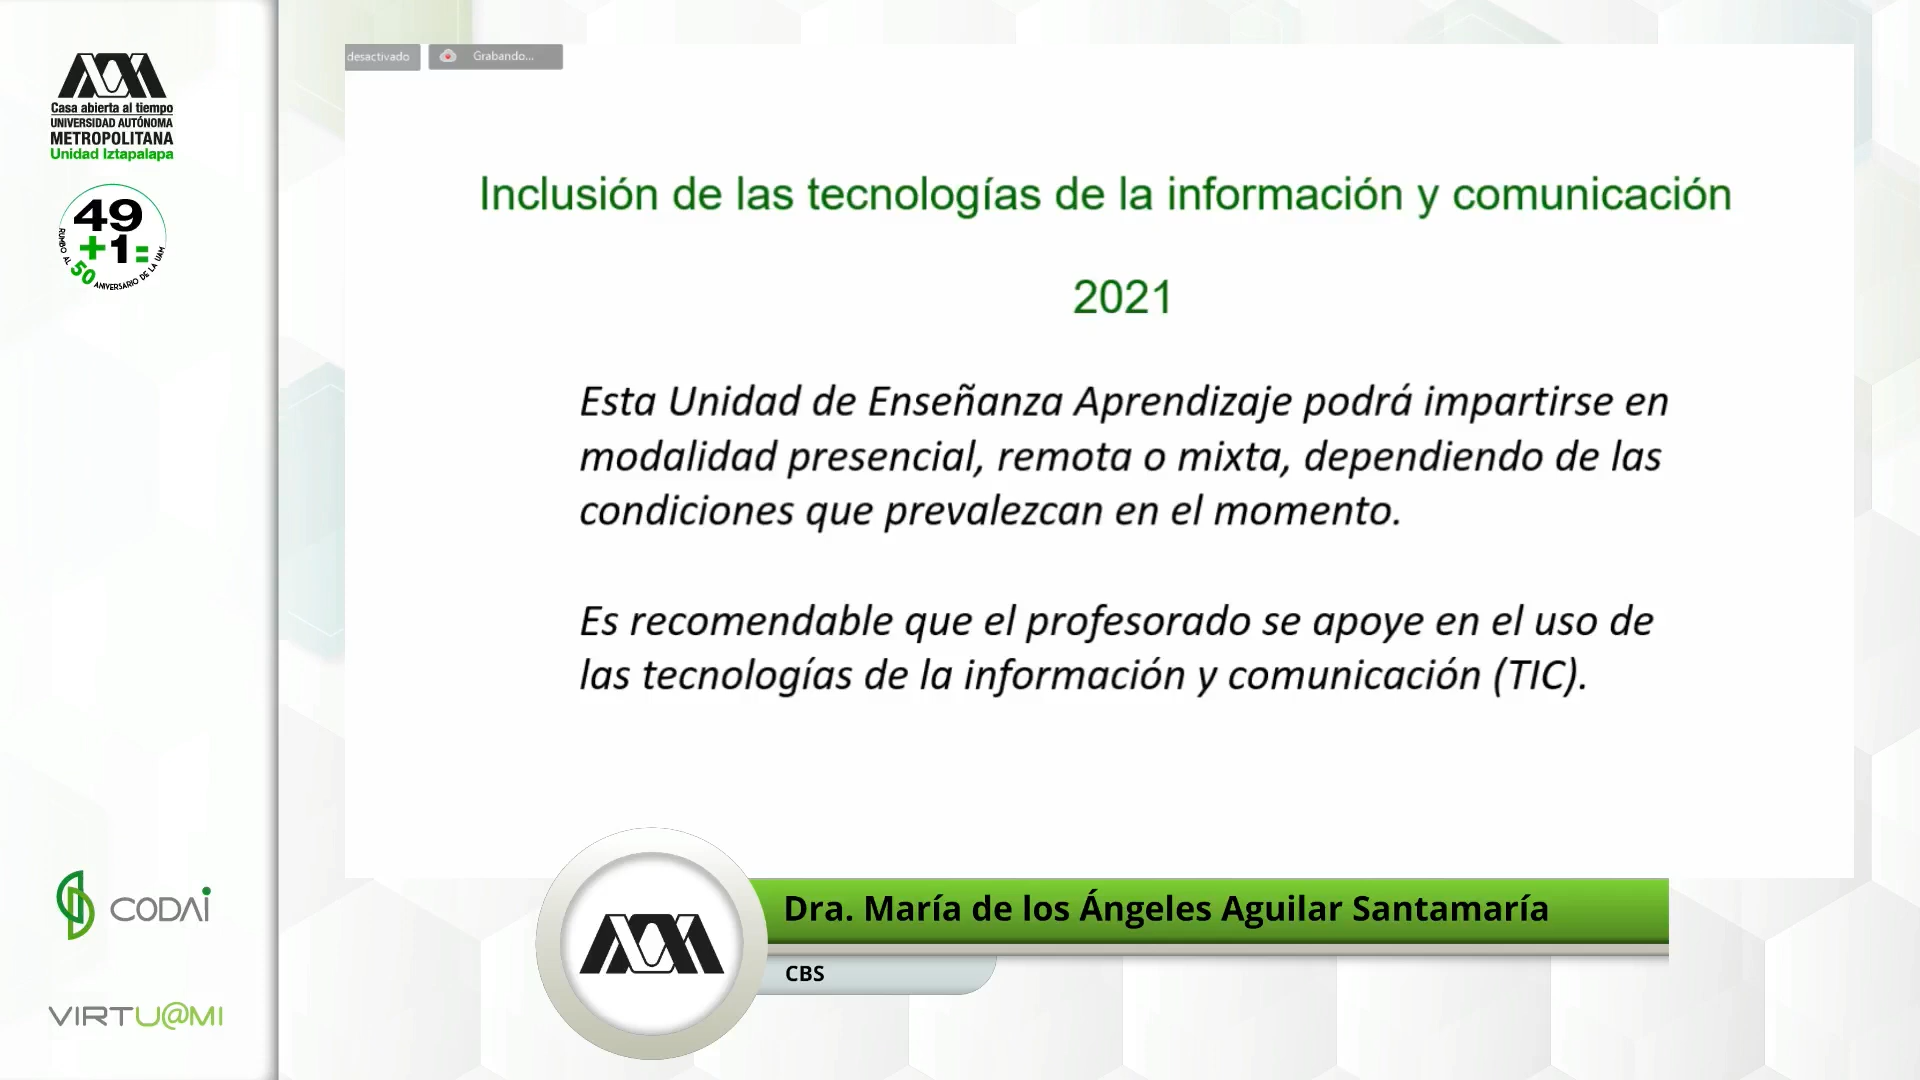 desactivado
Grabando...
Casa abierta al tiempo
UNIVERSIDAD AUTÓNOMA
METROPOLITANA
Unidad Iztapalapa
49
+1=
RUMBO AL 50 ANIVERSARIO DE LA UAM
Inclusión de las tecnologías de la información y comunicación
2021
Esta Unidad de Enseñanza Aprendizaje podrá impartirse en
modalidad presencial, remota o mixta, dependiendo de las
condiciones que prevalezcan en el momento.
Es recomendable que el profesorado se apoye en el uso de
las tecnologías de la información y comunicación (TIC).
CODAI
VIRTU@MI
Dra. María de los Ángeles Aguilar Santamaría
CBS